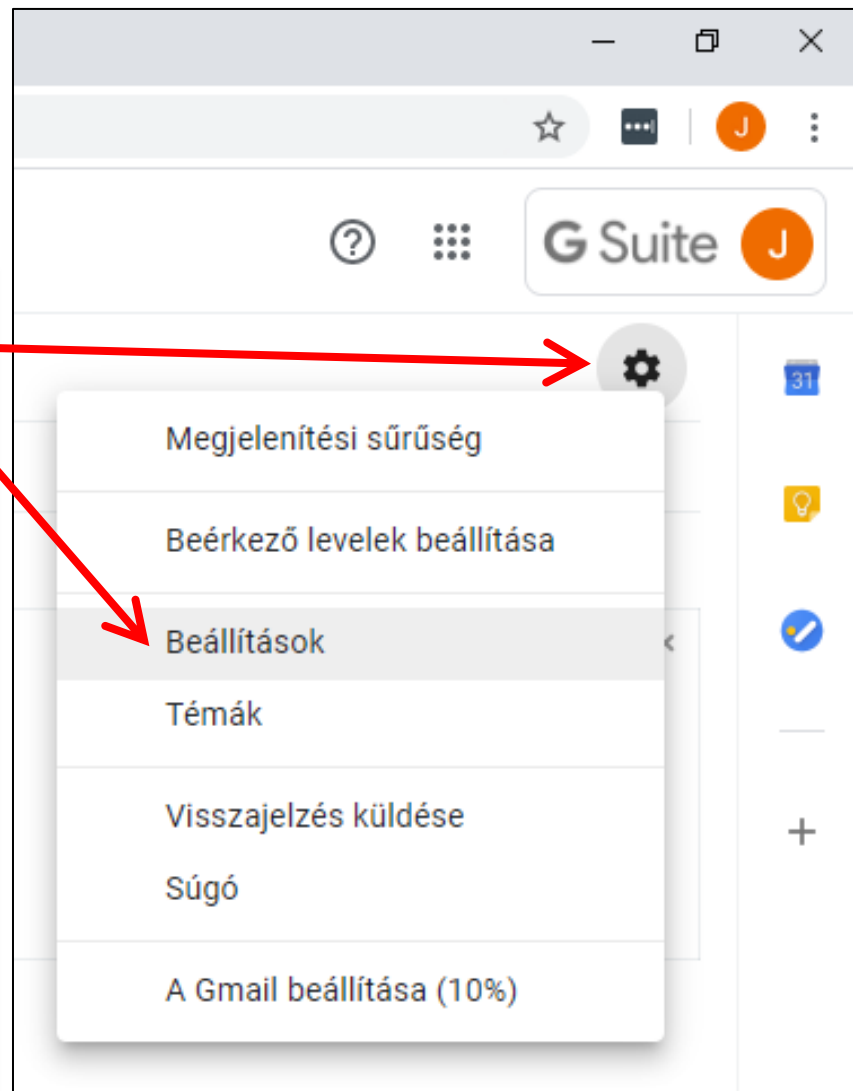 J
G Suite J
31
Megjelenítési sűrűség
Beérkező levelek beállítása
Beállítások
Témák
Visszajelzés küldése
Súgó
A Gmail beállítása (10%)